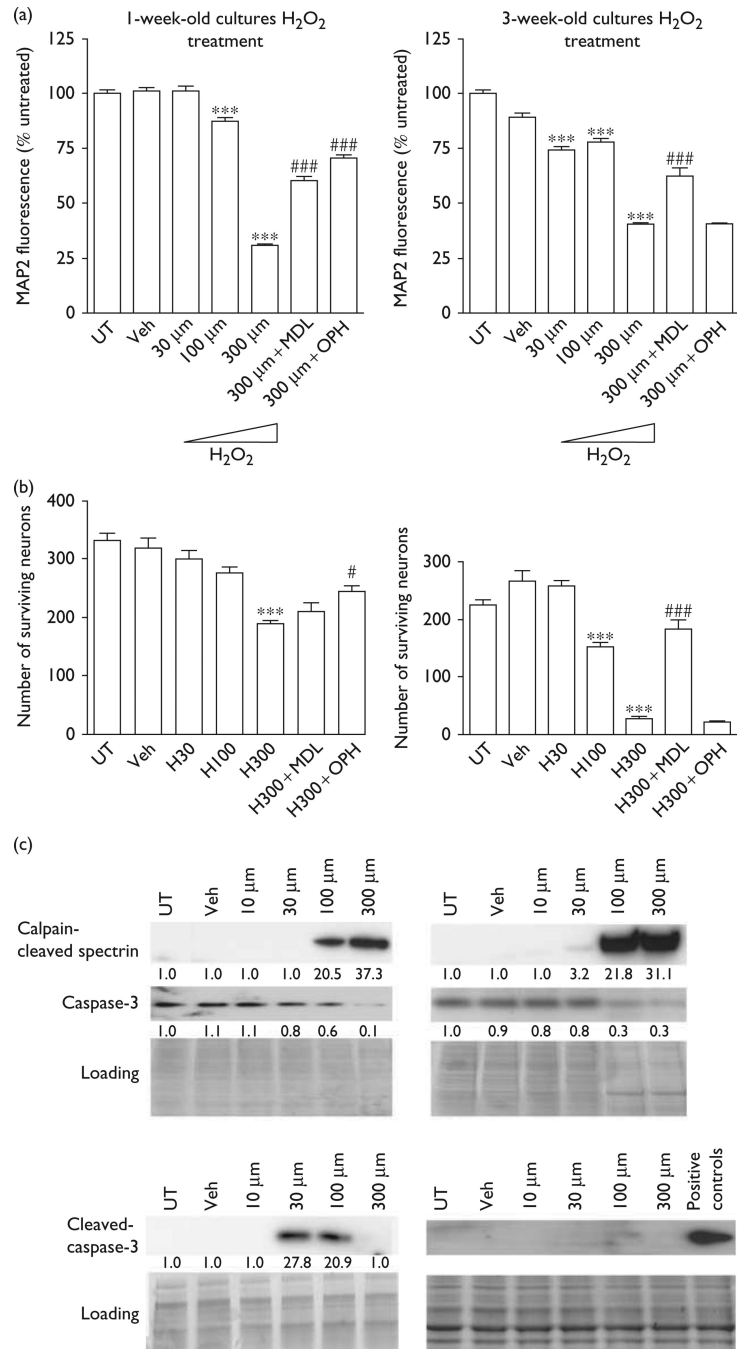 (a)
1-week-old cultures H2O2
treatment
3-week-old cultures H2O2
treatment
MAP2 fluorescence (% untreated)
125
100
75
50
25
0
***
***
###
###
UT
Veh
30 μm
100 μm
300 μm
300 μm + MDL
300 μm + OPH
H2O2
MAP2 fluorescence (% untreated)
125
100
75
50
25
0
***
***
***
###
UT
Veh
30 μm
100 μm
300 μm
300 μm + MDL
300 μm + OPH
H2O2
(b)
Number of surviving neurons
400
300
200
100
0
***
#
UT
Veh
H30
H100
H300
H300 + MDL
H300 + OPH
Number of surviving neurons
300
200
100
0
***
***
###
UT
Veh
H30
H100
H300
H300 + MDL
H300 + OPH
(c)
UT Veh 10 μm 30 μm 100 μm 300 μm
UT Veh 10 μm 30 μm 100 μm 300 μm
Calpain-
cleaved spectrin
1.0 1.0 1.0 1.0 20.5 37.3
1.0 1.0 1.0 3.2 21.8 31.1
Caspase-3
1.0 1.1 1.1 0.8 0.6 0.1
1.0 0.9 0.8 0.8 0.3 0.3
Loading
UT Veh 10 μm 30 μm 100 μm 300 μm
UT Veh 10 μm 30 μm 100 μm 300 μm Positive controls
Cleaved-
caspase-3
1.0 1.0 1.0 27.8 20.9 1.0
Loading